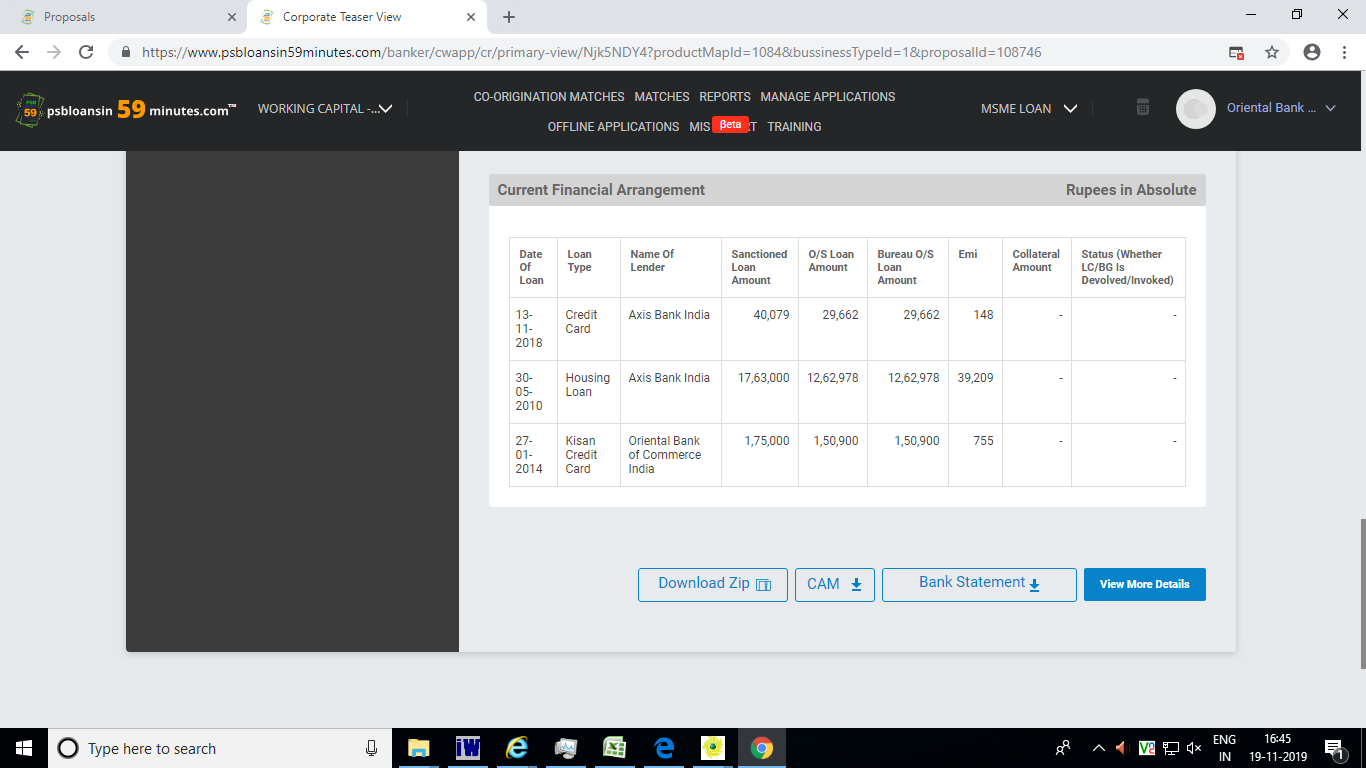 Proposals
Corporate Teaser View
https://www.psbloansin59minutes.com/banker/cwapp/cr/primary-view/Njk5NDY4?productMapId=1084&bussinessTypeId=1&proposalId=108746
PSB
59
psbloansin 59 minutes.com™
WORKING CAPITAL -...
CO-ORIGINATION MATCHES MATCHES REPORTS MANAGE APPLICATIONS
OFFLINE APPLICATIONS MIS βeta T TRAINING
MSME LOAN
Oriental Bank ...
Current Financial Arrangement Rupees in Absolute
Date Of Loan Loan Type Name Of Lender Sanctioned Loan Amount O/S Loan Amount Bureau O/S Loan Amount Emi Collateral Amount Status (Whether LC/BG Is Devolved/Invoked)
13-11-2018 Credit Card Axis Bank India 40,079 29,662 29,662 148 - -
30-05-2010 Housing Loan Axis Bank India 17,63,000 12,62,978 12,62,978 39,209 - -
27-01-2014 Kisan Credit Card Oriental Bank of Commerce India 1,75,000 1,50,900 1,50,900 755 - -
Download Zip CAM Bank Statement View More Details
Type here to search
ENG
IN
16:45
19-11-2019
1